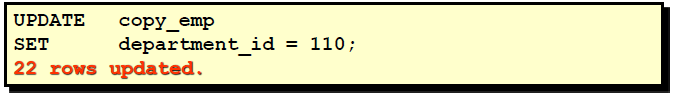 UPDATE copy_emp
SET department_id = 110;
22 rows updated.